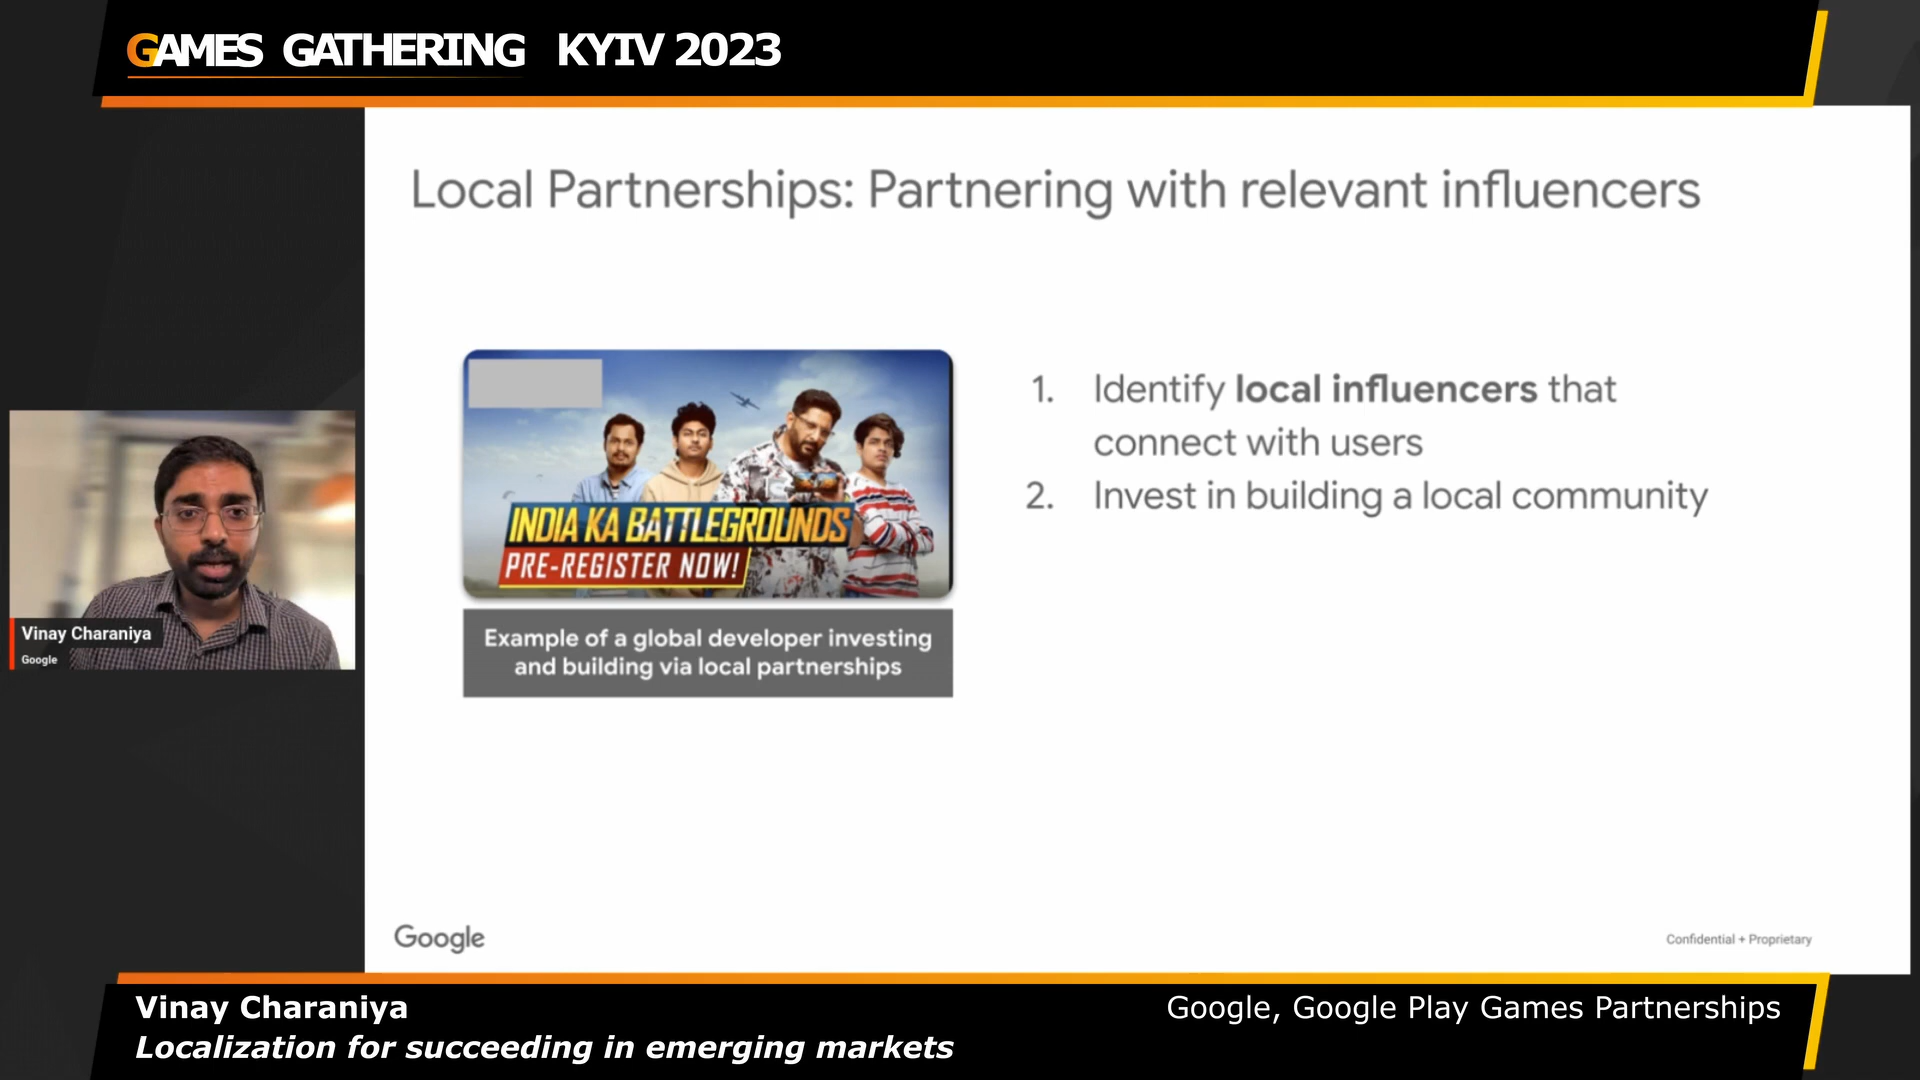 GAMES GATHERING KYIV 2023
Local Partnerships: Partnering with relevant influencers
INDIA KA BATTLEGROUNDS
PRE-REGISTER NOW!
Example of a global developer investing
and building via local partnerships
1. Identify local influencers that
connect with users
2. Invest in building a local community
Vinay Charaniya
Google
Google
Confidential + Proprietary
Vinay Charaniya
Google, Google Play Games Partnerships
Localization for succeeding in emerging markets